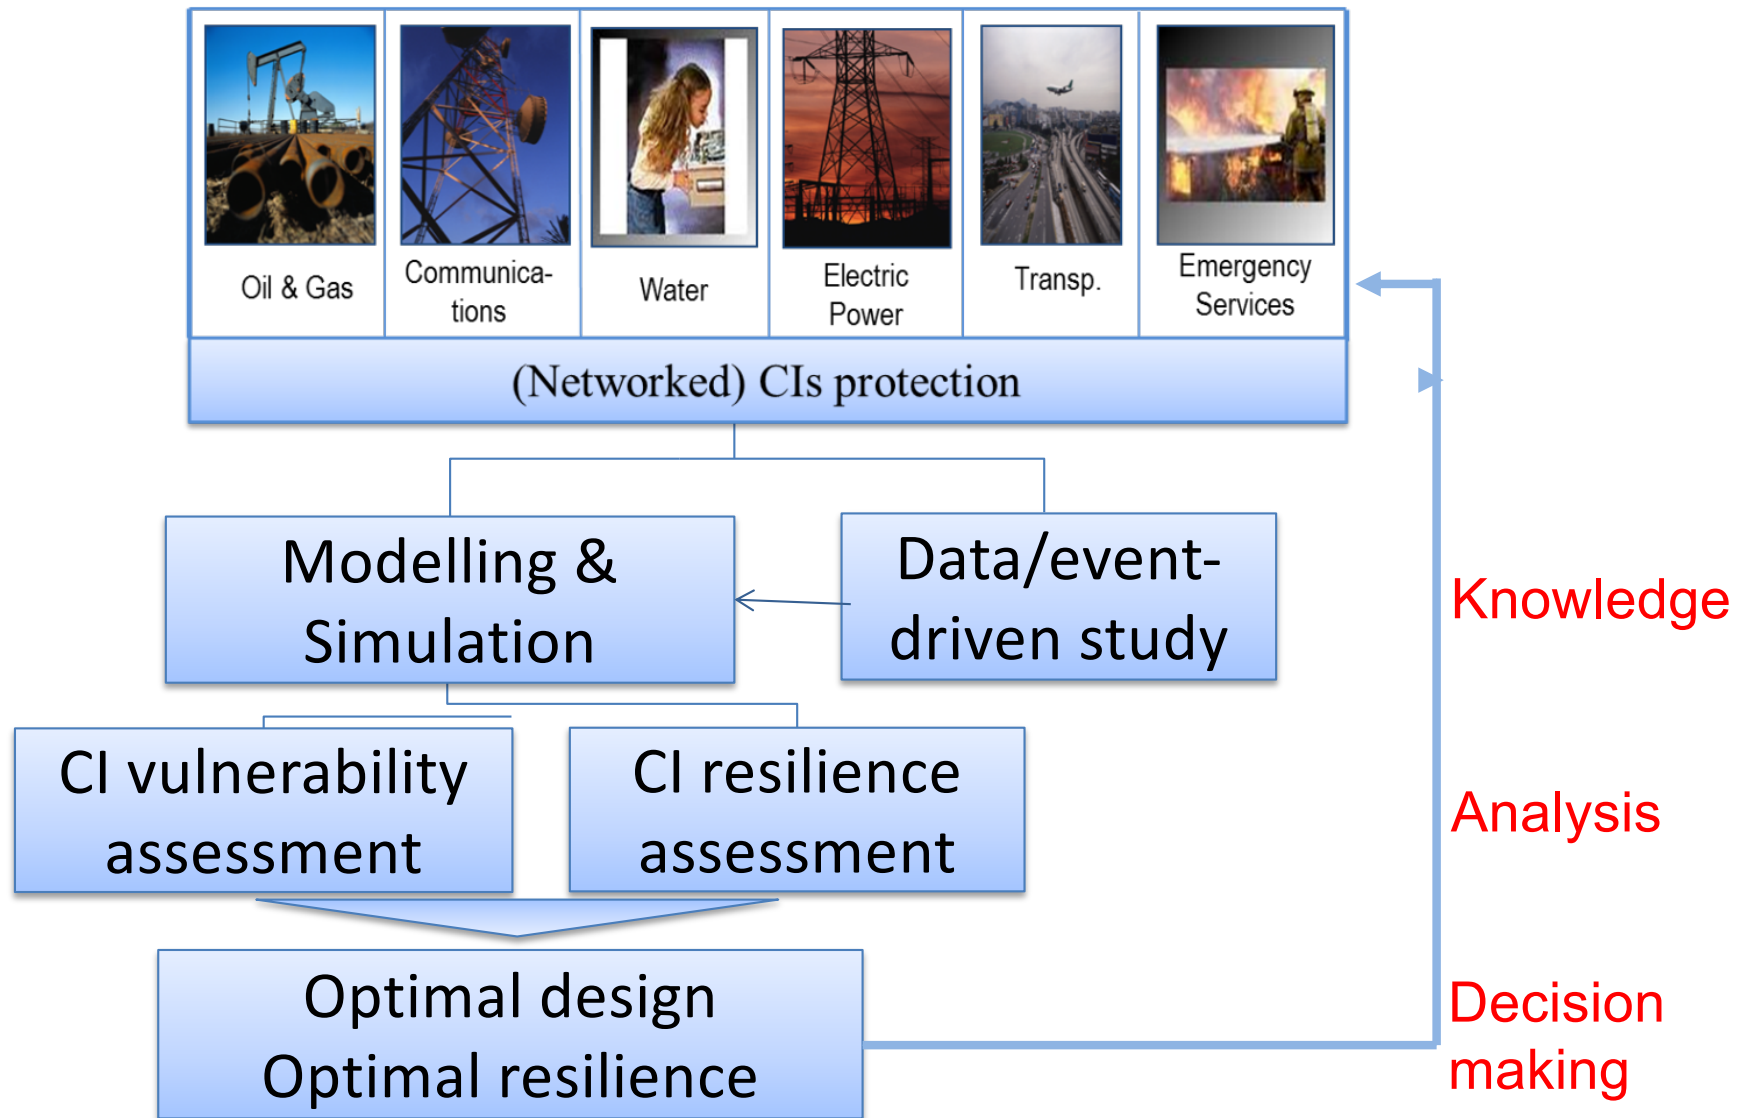 Oil & Gas
Communica-
tions
Water
Electric
Power
Transp.
Emergency
Services
(Networked) CIs protection
Modelling &
Simulation
Data/event-
driven study
Knowledge
CI vulnerability
assessment
CI resilience
assessment
Analysis
Optimal design
Optimal resilience
Decision
making